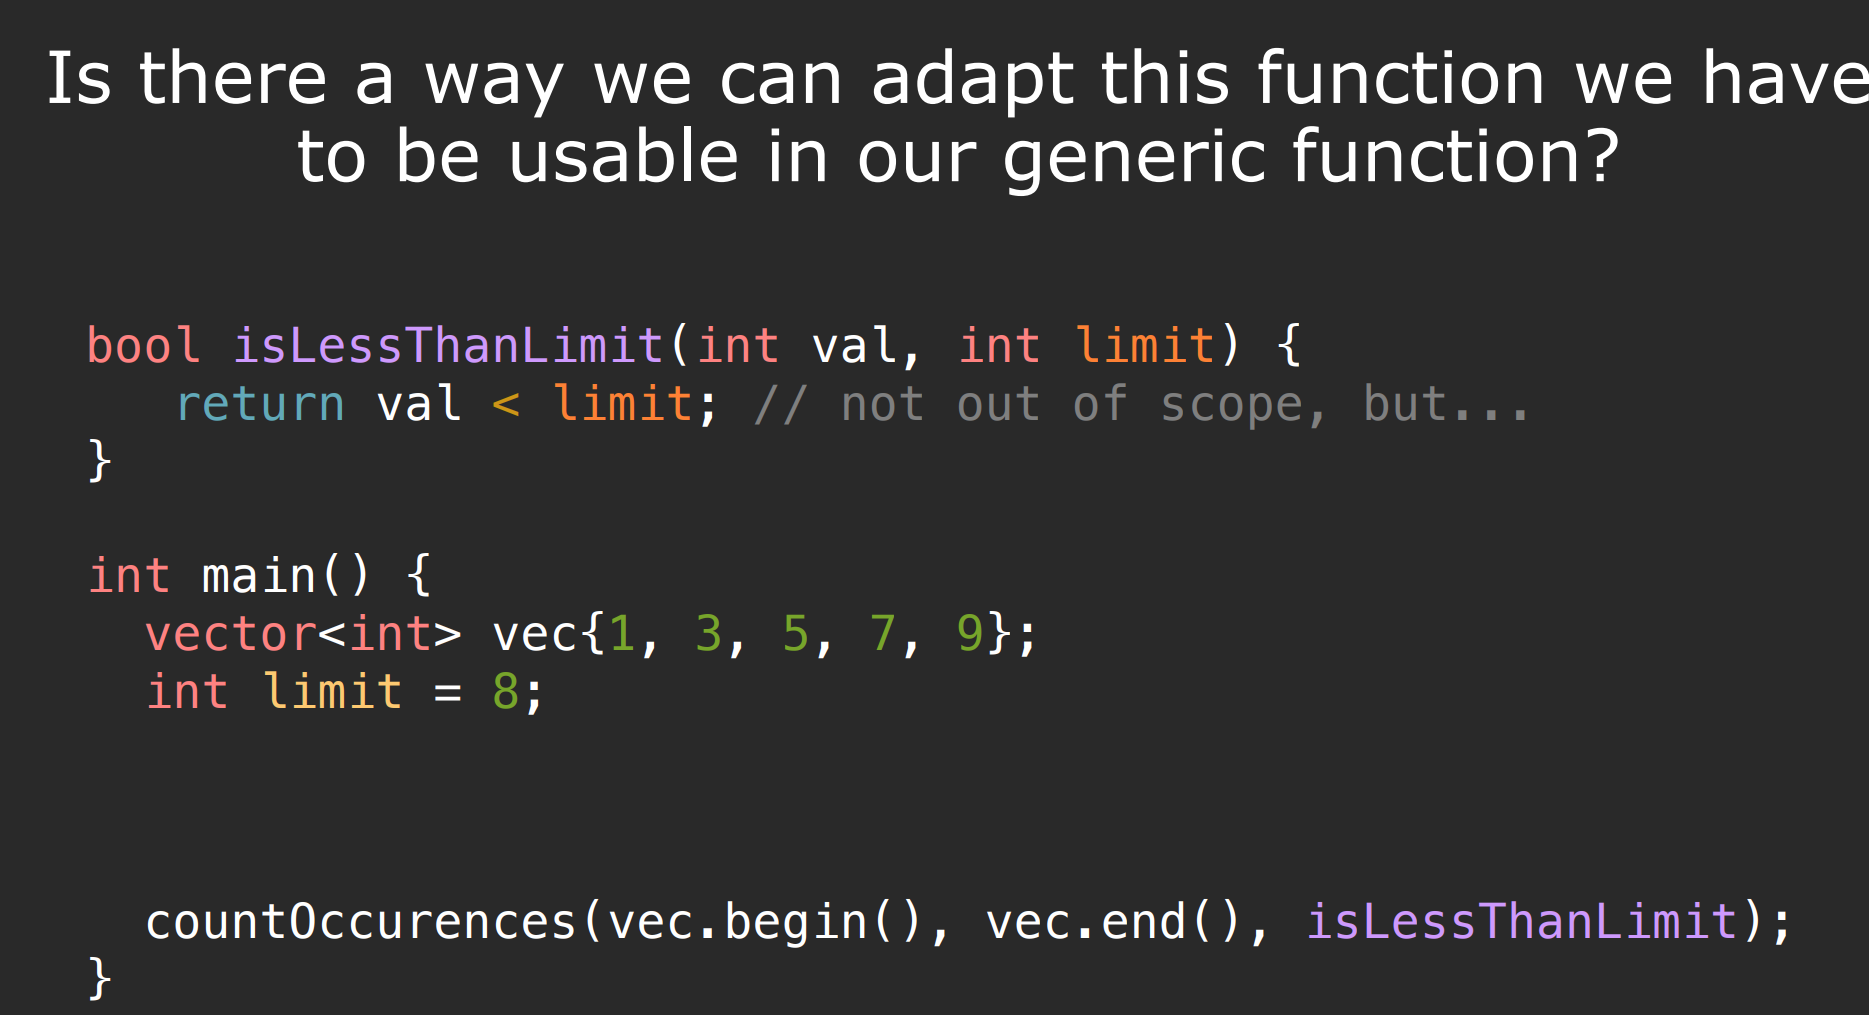 Is there a way we can adapt this function we have
to be usable in our generic function?
bool isLessThanLimit(int val, int limit) {
return val < limit; // not out of scope, but...
}
int main() {
vector<int> vec{1, 3, 5, 7, 9};
int limit = 8;
countOccurences(vec.begin(), vec.end(), isLessThanLimit);
}